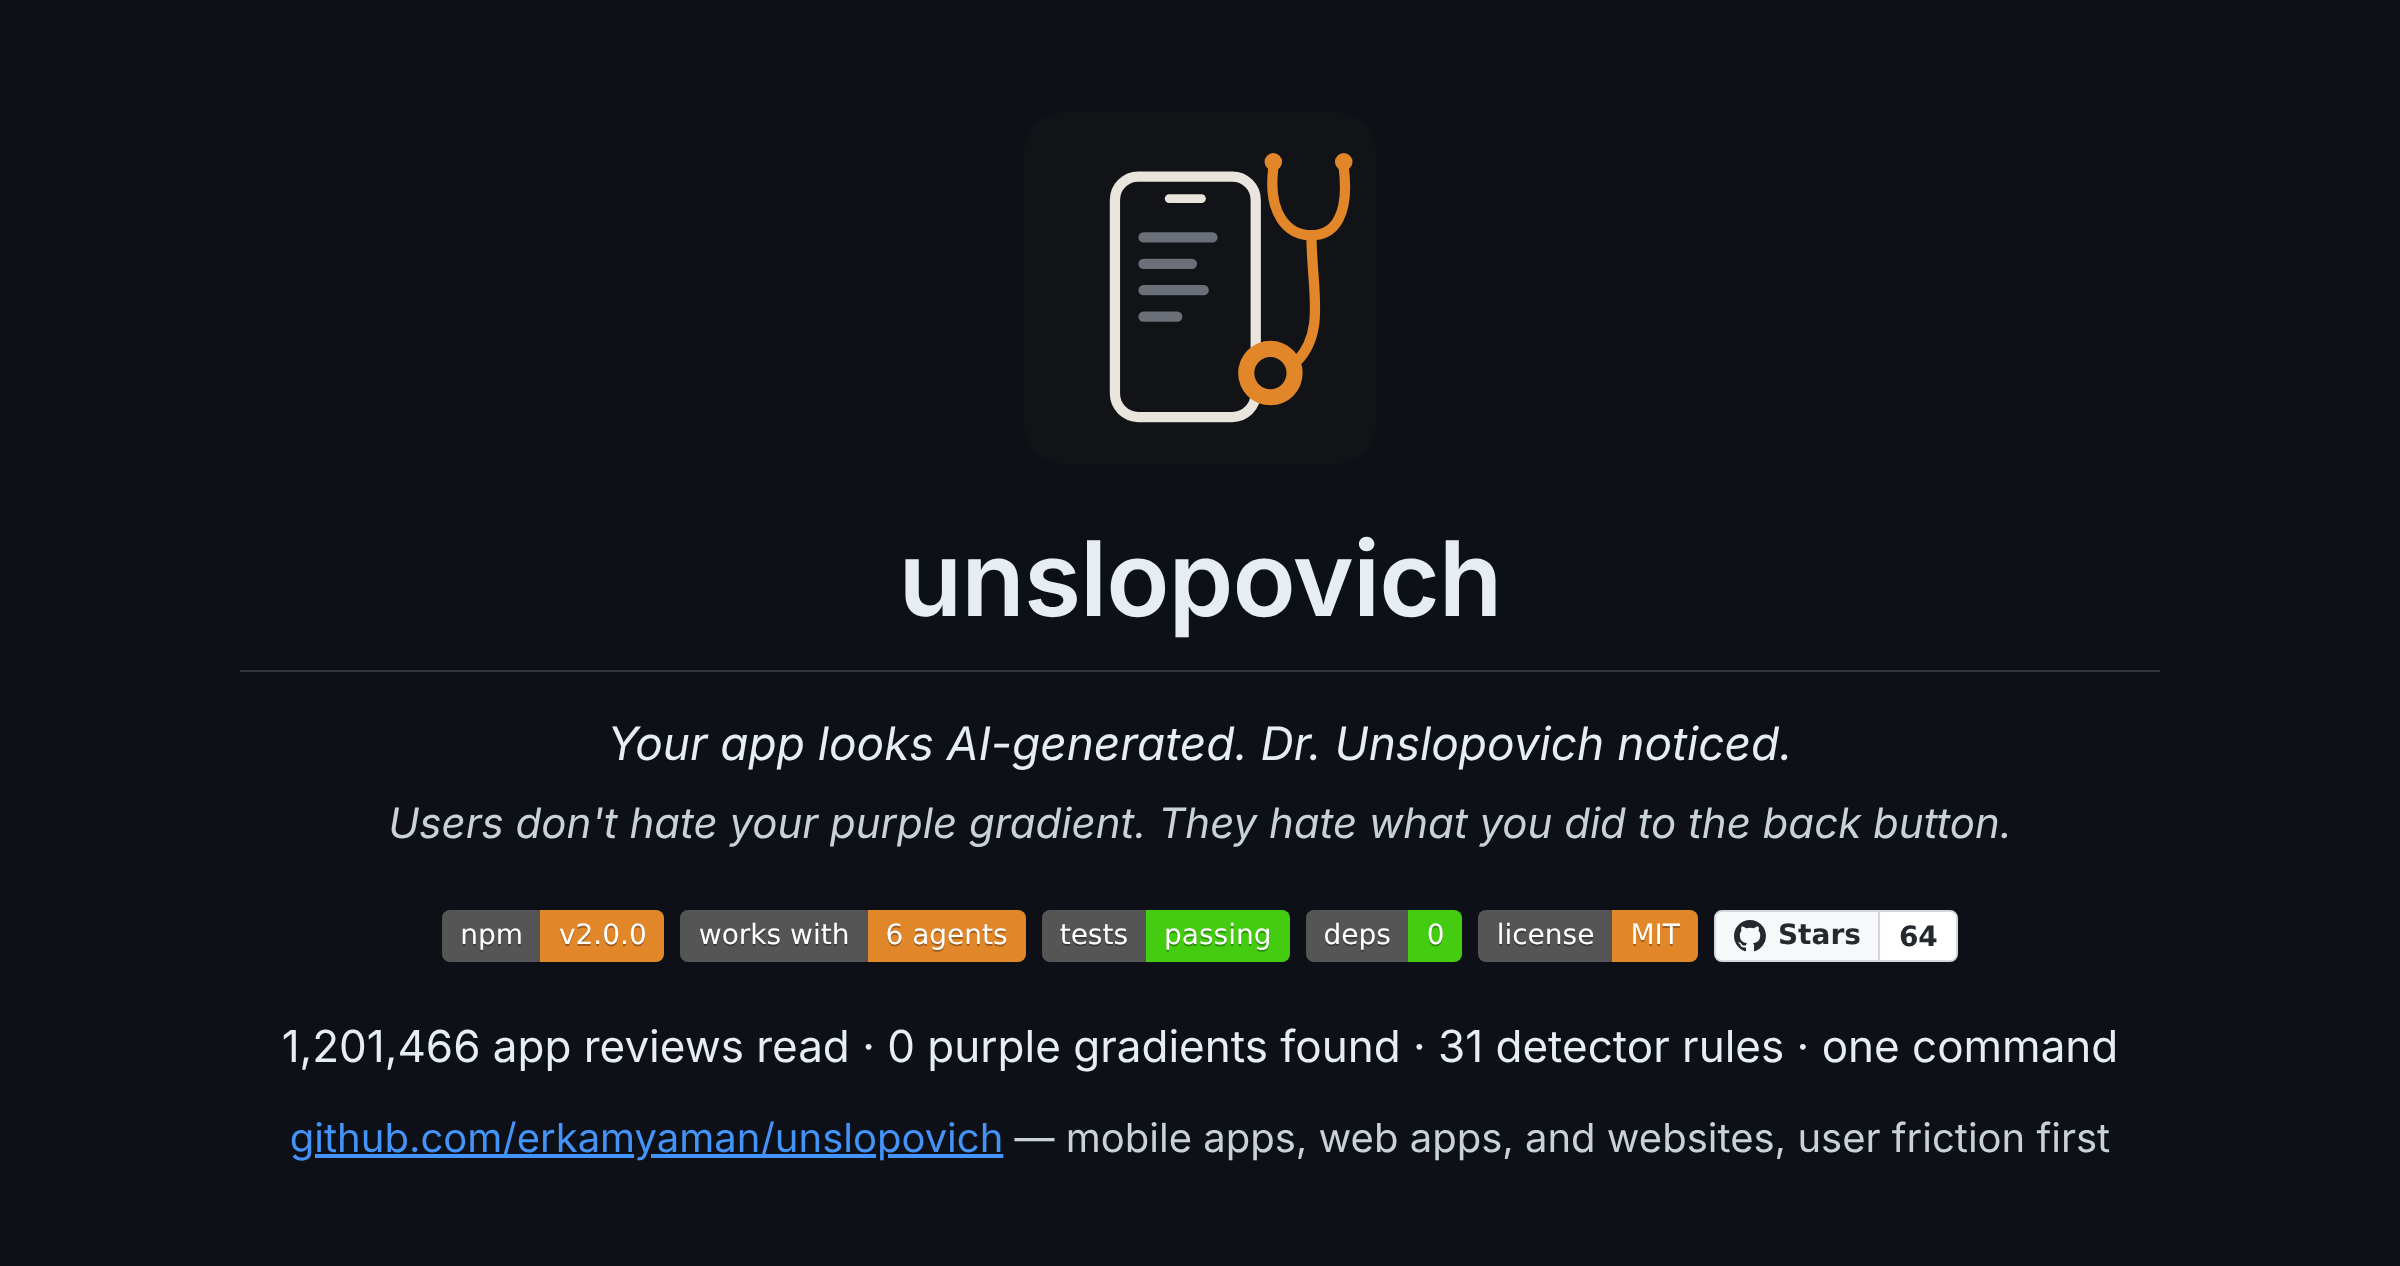 unslopovich
Your app looks AI-generated. Dr. Unslopovich noticed.
Users don't hate your purple gradient. They hate what you did to the back button.
npm v2.0.0 works with 6 agents tests passing deps 0 license MIT Stars 64
1,201,466 app reviews read · 0 purple gradients found · 31 detector rules · one command
github.com/erkamyaman/unslopovich — mobile apps, web apps, and websites, user friction first